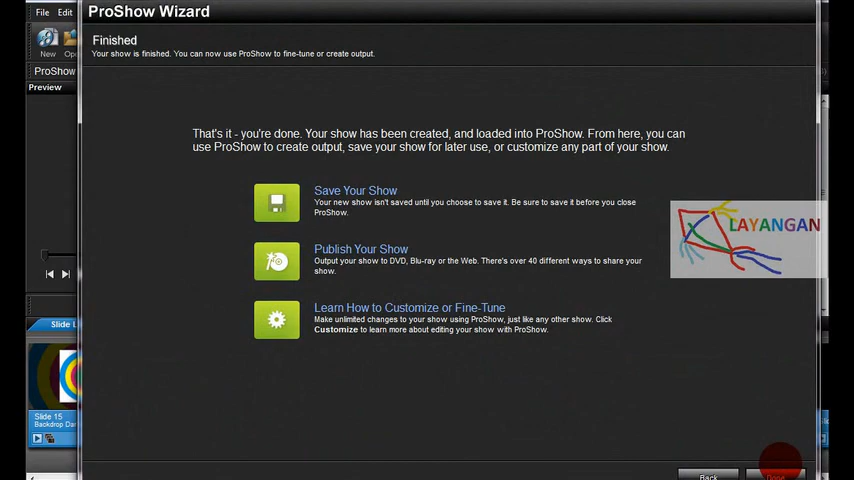 ProShow Wizard
File Edit
Finished
Your show is finished. You can now use ProShow to fine-tune or create output.
New
ProShow
Preview
That's it - you're done. Your show has been created, and loaded into ProShow. From here, you can
use ProShow to create output, save your show for later use, or customize any part of your show.
Save Your Show
Your new show isn't saved until you choose to save it. Be sure to save it before you close
ProShow.
LAYANGAN
Publish Your Show
Output your show to DVD, Blu-ray or the Web. There's over 40 different ways to share your
show.
Learn How to Customize or Fine-Tune
Make unlimited changes to your show using ProShow, just like any other show. Click
Customize to learn more about editing your show with ProShow.
Slide
Slide 15
Backdrop
Back